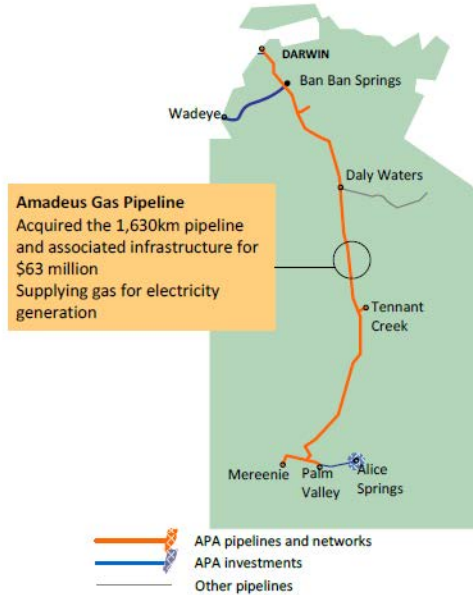 DARWIN
Ban Ban Springs
Wadeye
Daly Waters
Amadeus Gas Pipeline
Acquired the 1,630km pipeline
and associated infrastructure for
$63 million
Supplying gas for electricity
generation
Tennant
Creek
Mereenie
Palm
Valley
Alice
Springs
APA pipelines and networks
APA investments
Other pipelines